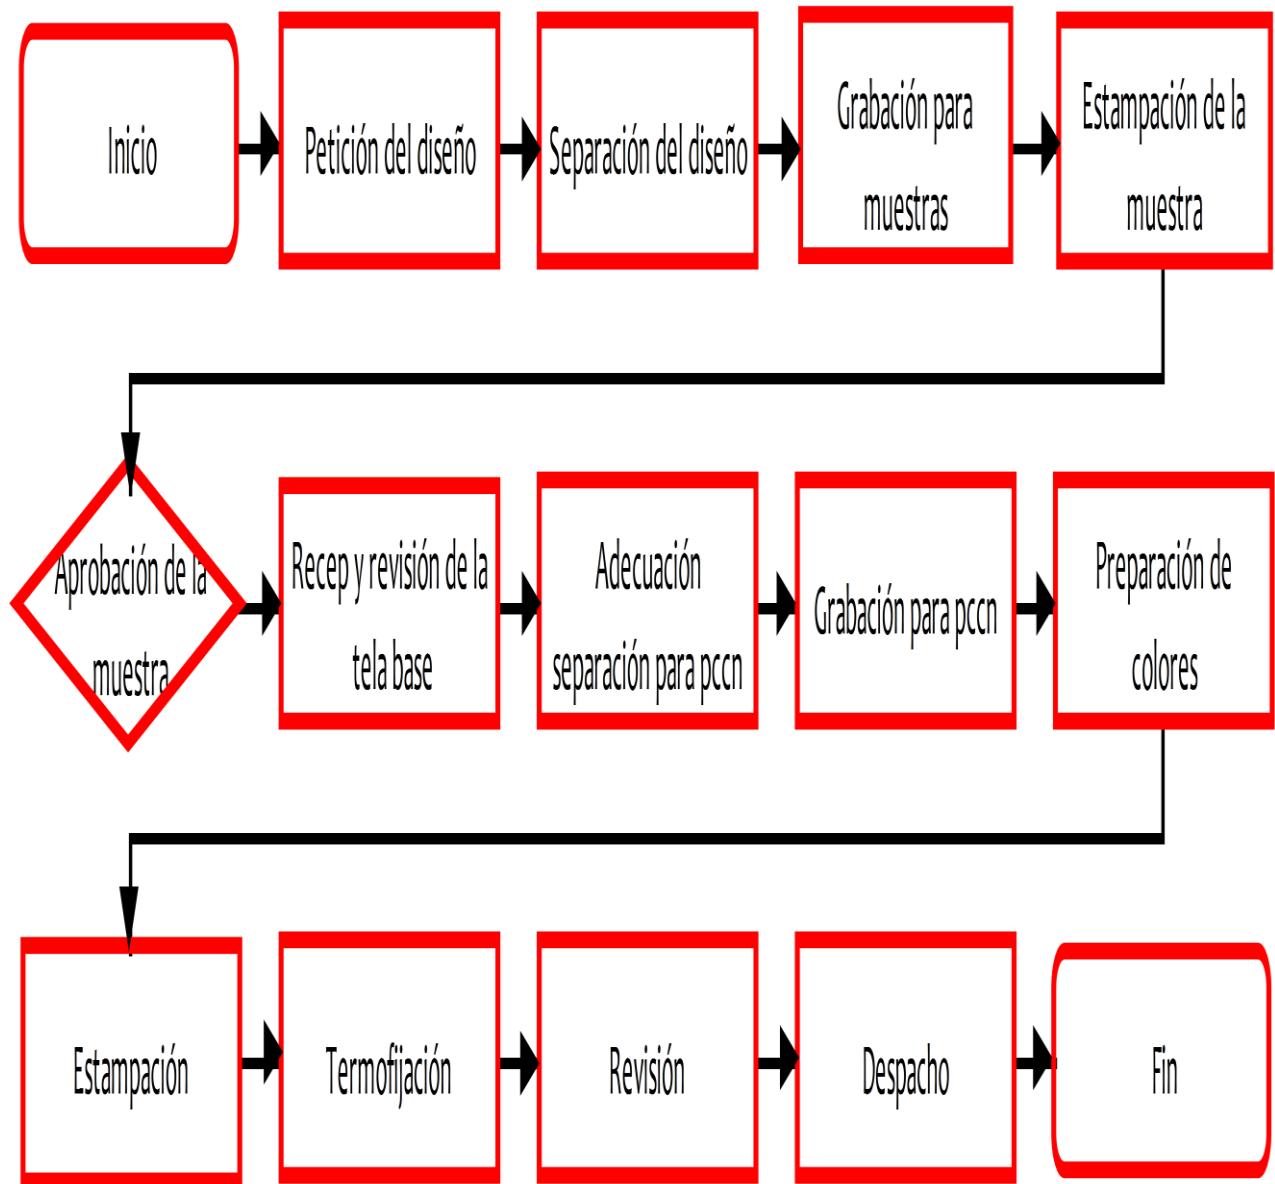 Inicio
Petición del diseño
Separación del diseño
Grabación para
muestras
Estampación de la
muestra
Aprobación de la
muestra
Recep y revisión de la
tela base
Adecuación
separación para pccn
Grabación para pccn
Preparación de
colores
Estampación
Termofijación
Revisión
Despacho
Fin